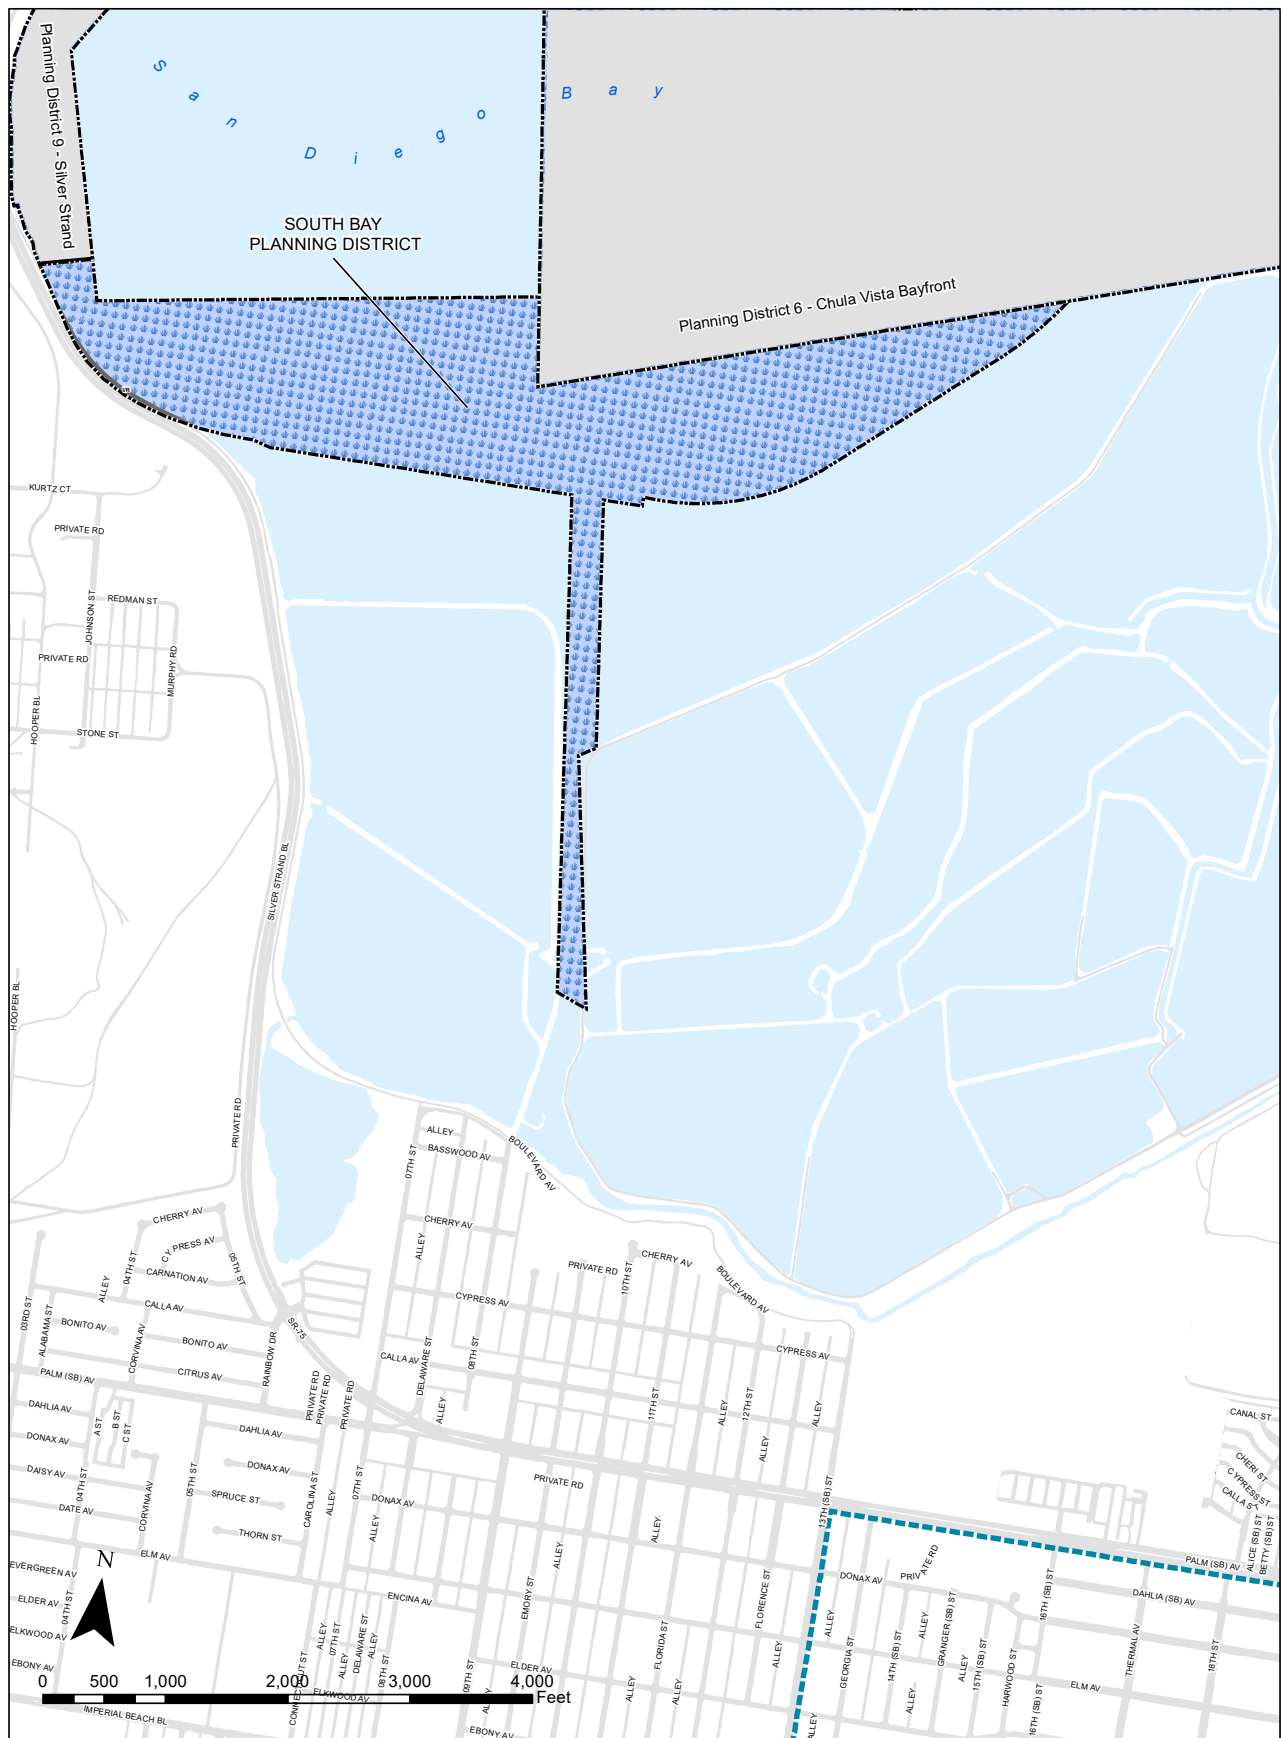 Planning District 9 - Silver Strand
San Diego Bay
SOUTH BAY
PLANNING DISTRICT
Planning District 6 - Chula Vista Bayfront
KURTZ CT
PRIVATE RD
REDMAN ST
JOHNSON ST
PRIVATE RD
MURPHY RD
HOOPER BL
STONE ST
SILVER STRAND BL
HOOPER BL
PRIVATE RD
ALLEY
BASSWOOD AV
07TH ST
BOULEVARD AV
CHERRY AV
CHERRY AV
CYPRESS AV
05TH ST
04TH ST
CARNATION AV
ALLEY
CHERRY AV
PRIVATE RD
10TH ST
BOULEVARD AV
ALLEY
CALLA AV
CYPRESS AV
03RD ST
ALABAMA ST
BONITO AV
CORVINA AV
BONITO AV
RAINBOW DR
SR-75
CALLA AV
DELAWARE ST
08TH ST
CYPRESS AV
PALM (SB) AV
CITRUS AV
PRIVATE RD
PRIVATE RD
PRIVATE RD
ALLEY
11TH ST
ALLEY
12TH ST
ALLEY
CANAL ST
DAHLIA AV
A ST
B ST
C ST
DAHLIA AV
DONAX AV
ALLEY
CHERI ST
DAISY AV
04TH ST
CORVINA AV
05TH ST
DONAX AV
CAROLINA ST
07TH ST
PRIVATE RD
CYPRESS ST
CALLA ST
DATE AV
SPRUCE ST
ALLEY
DONAX AV
13TH (SB) ST
THORN ST
ALLEY
ALLEY
ALICE (SB) ST
BETTY (SB) ST
N
ELM AV
ALLEY
PALM (SB) AV
EVERGREEN AV
ENCINA AV
EMORY ST
FLORENCE ST
DONAX AV
PRIVATE RD
16TH (SB) ST
DAHLIA (SB) AV
ELDER AV
04TH ST
ALLEY
07TH ST
DELAWARE ST
ALLEY
FLORIDA ST
ALLEY
ALLEY
GEORGIA ST
14TH (SB) ST
ALLEY
GRANGER (SB) ST
THERMAL AV
18TH ST
ELKWOOD AV
ALLEY
08TH ST
ALLEY
15TH (SB) ST
HARWOOD ST
EBONY AV
CONNECTICUT ST
ELKWOOD AV
09TH ST
ALLEY
ELDER AV
ALLEY
ALLEY
ALLEY
16TH (SB) ST
ELM AV
0 500 1,000 2,000 3,000 4,000
Feet
IMPERIAL BEACH BL
EBONY AV
ALLEY